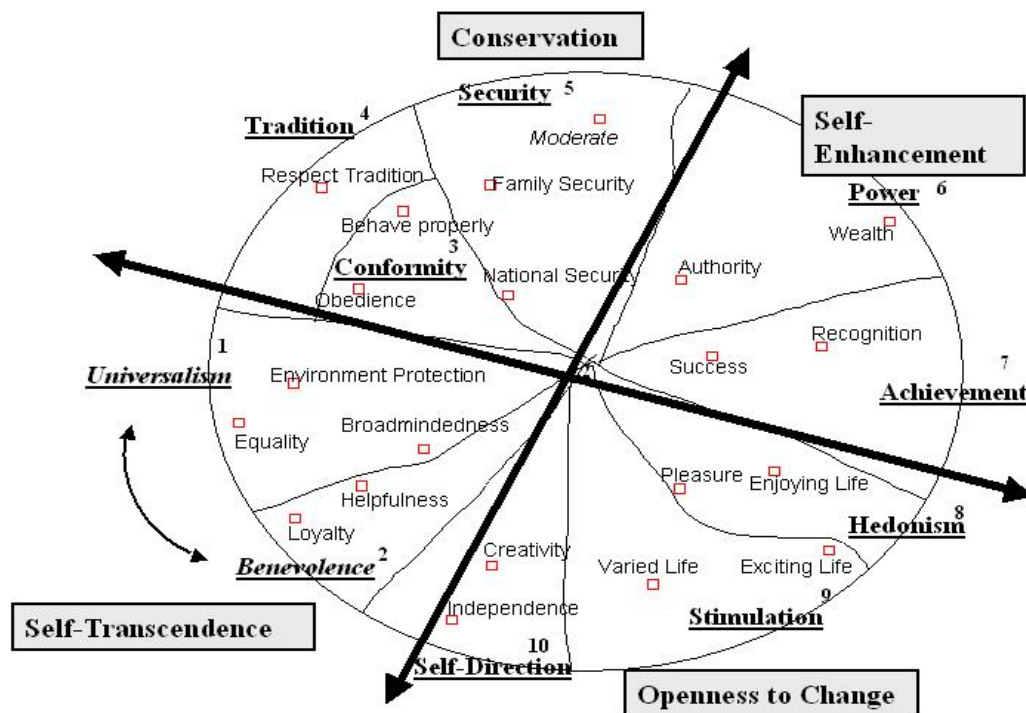 Conservation
Security 5
Tradition 4
Moderate
Self-
Enhancement
Respect Tradition
Family Security
Power 6
Behave properly
Wealth
3
Conformity
National Security
Authority
Obedience
Recognition
1
Universalism
Environment Protection
Success
7
Achievement
Equality
Broadmindedness
Pleasure
Enjoying Life
Helpfulness
8
Hedonism
Loyalty
Benevolence 2
Creativity
Varied Life
Exciting Life
9
Stimulation
Independence
Self-Transcendence
10
Self-Direction
Openness to Change